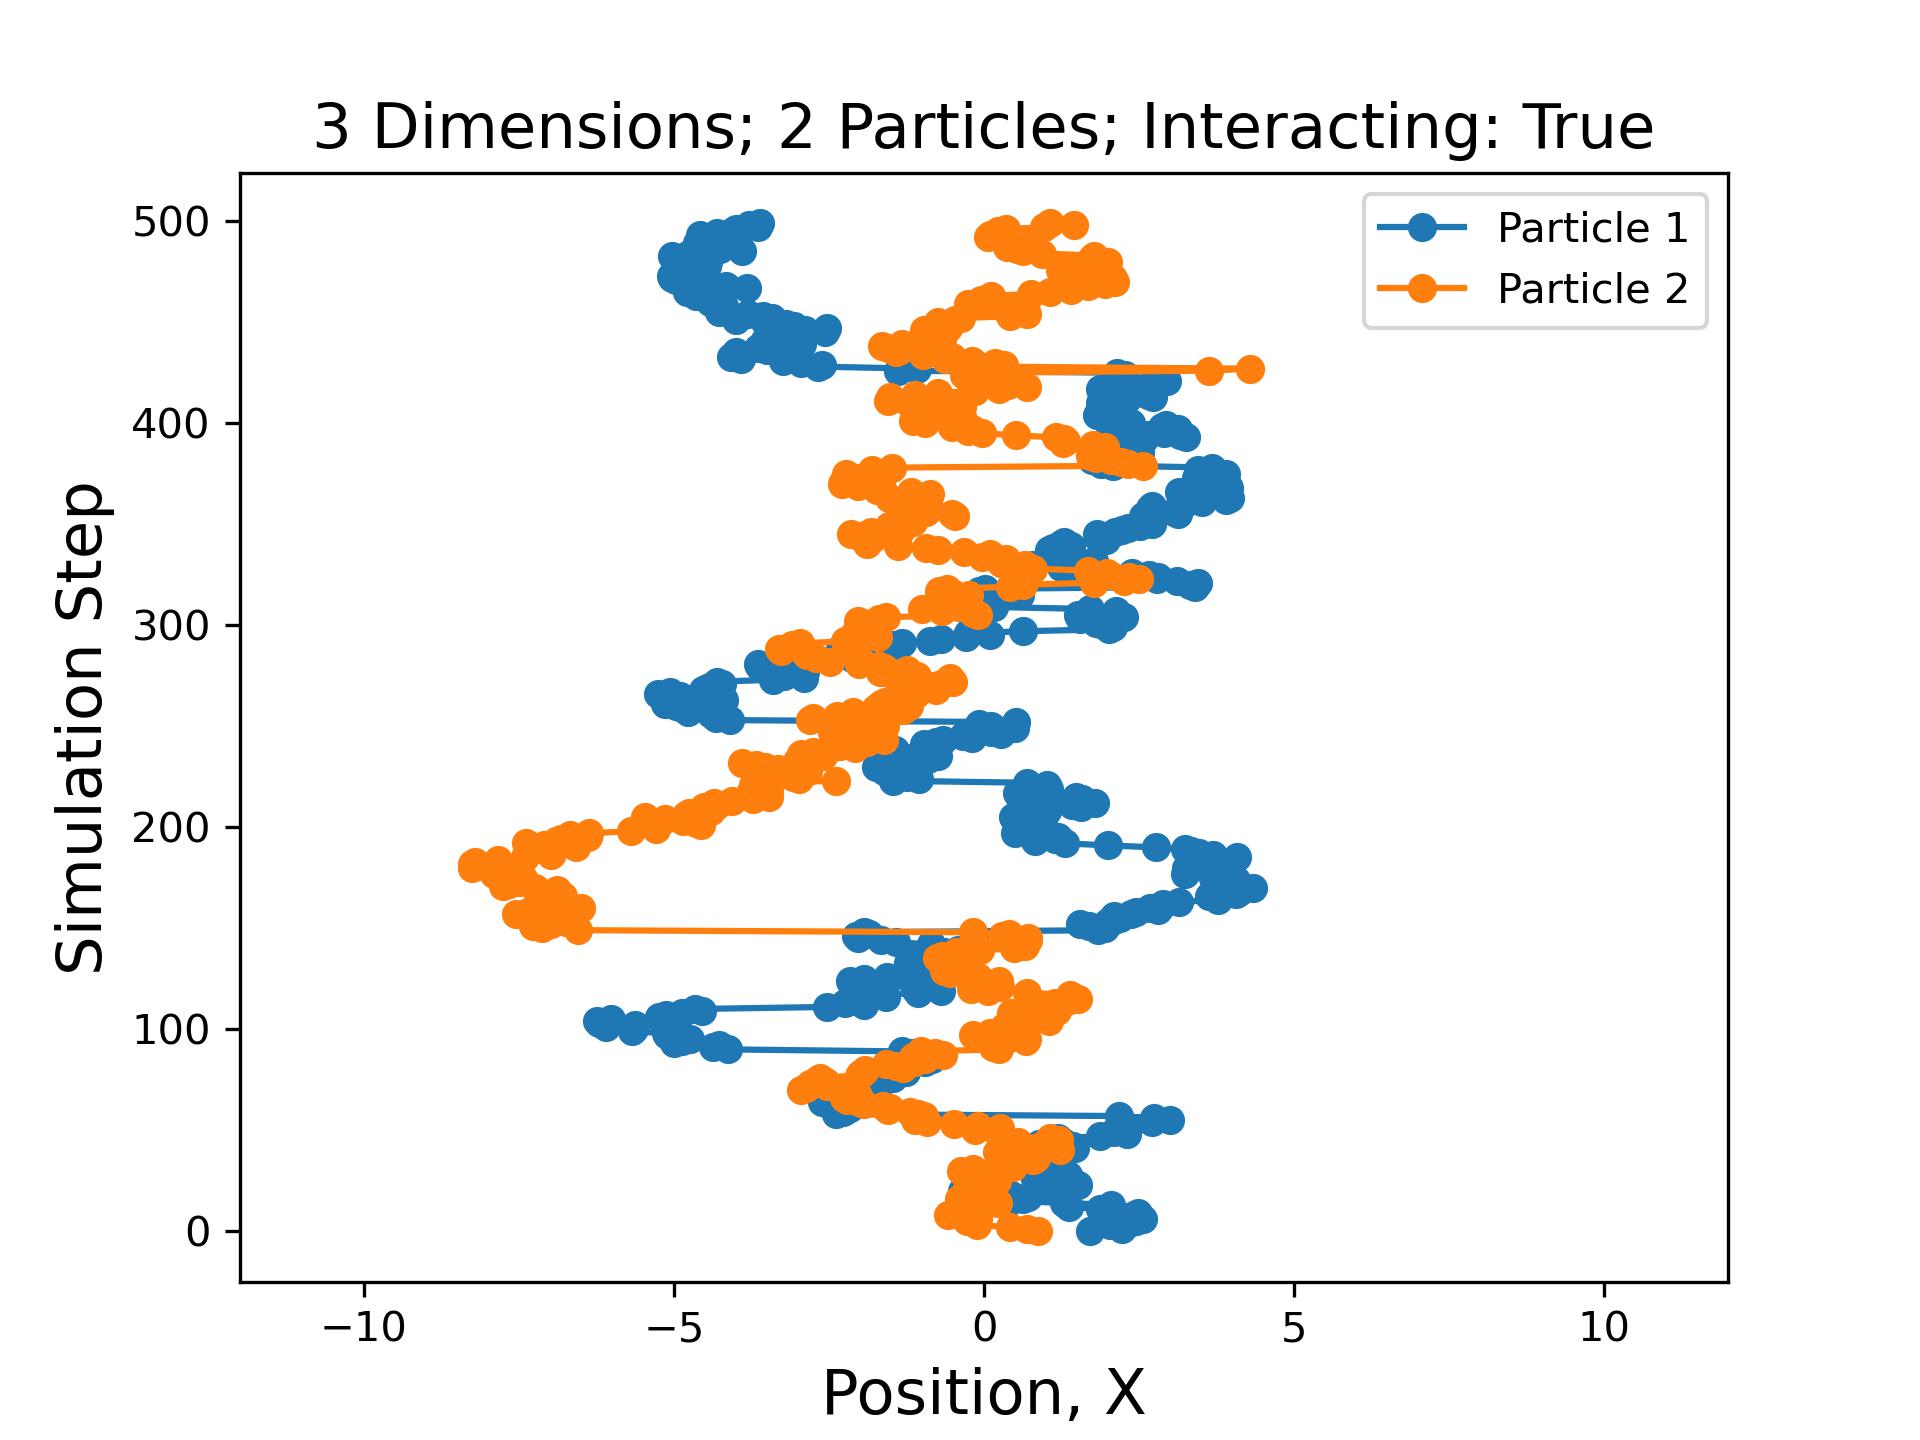 3 Dimensions; 2 Particles; Interacting: True
Particle 1
Particle 2
500
400
300
200
100
0
Simulation Step
−10
−5
0
5
10
Position, X